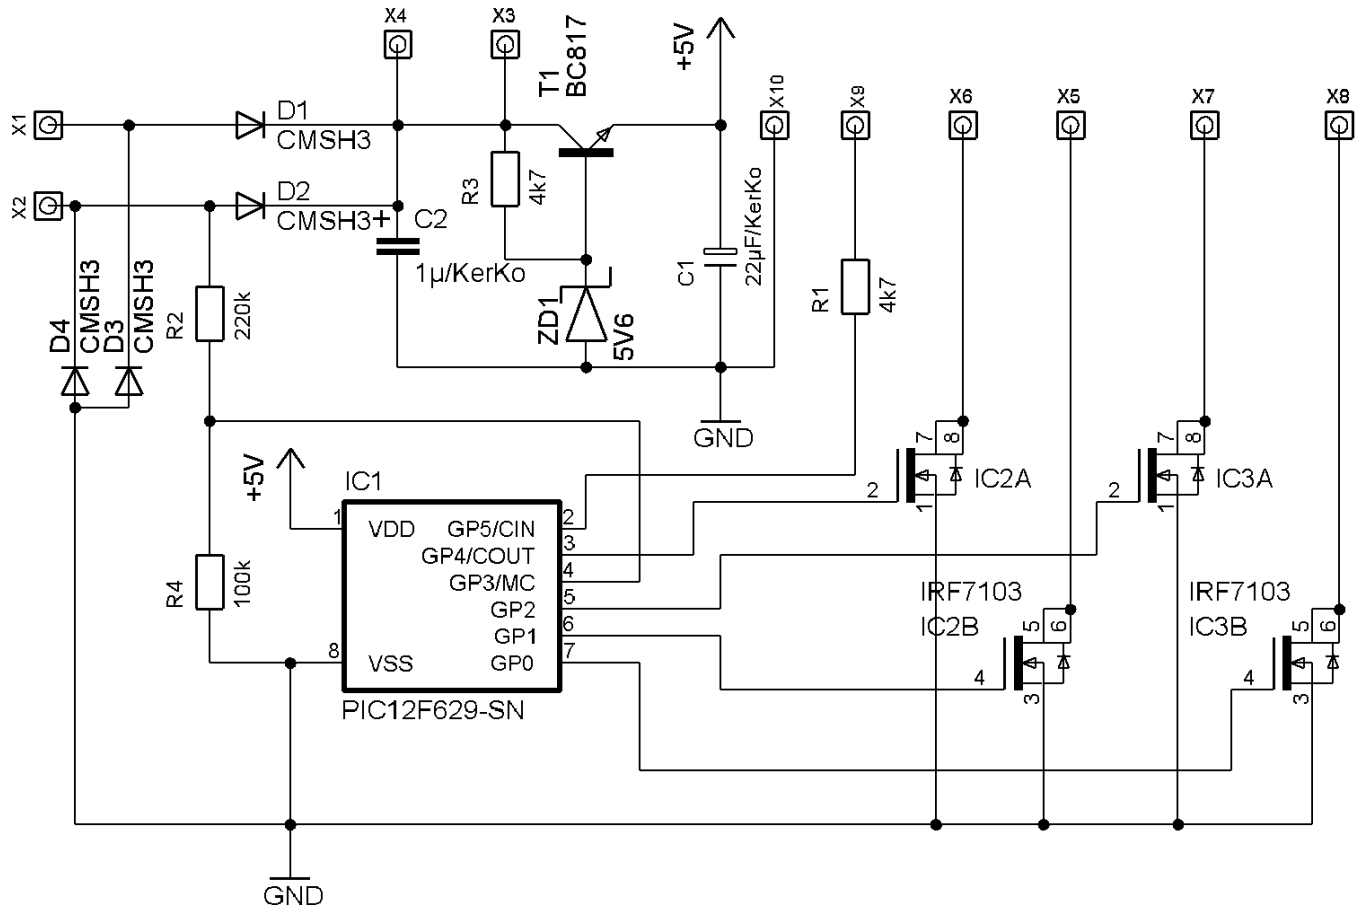 X4
X3
T1
BC817
+5V
X10
X9
X6
X5
X7
X8
X1
D1
CMSH3
X2
D2
CMSH3
+
C2
1µ/KerKo
R3
4k7
C1
22µF/KerKo
R1
4k7
D4
CMSH3
D3
CMSH3
R2
220k
ZD1
5V6
GND
+5V
IC1
1
VDD
GP5/CIN
2
GP4/COUT
3
GP3/MC
4
GP2
5
GP1
6
GP0
7
8
VSS
PIC12F629-SN
R4
100k
7
8
2
1
IC2A
7
8
2
1
IC3A
IRF7103
IC2B
5
6
4
3
IRF7103
IC3B
5
6
4
3
GND